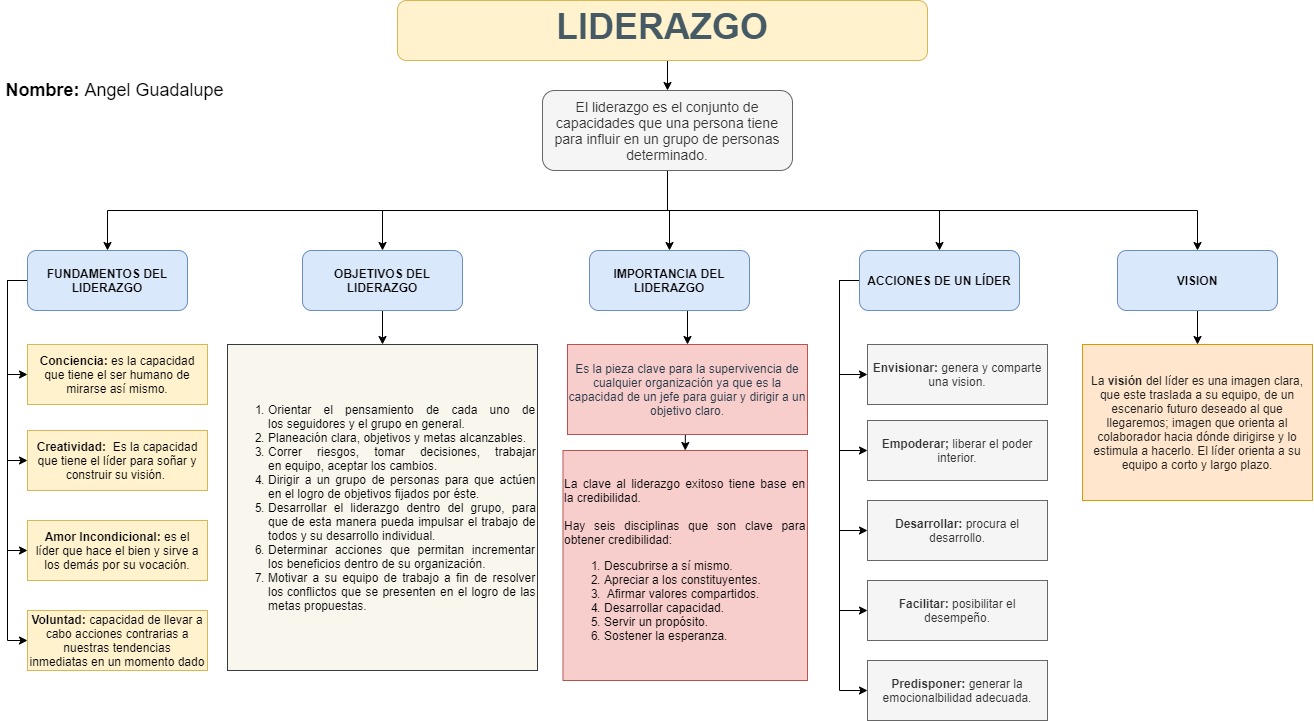 LIDERAZGO
Nombre: Angel Guadalupe
El liderazgo es el conjunto de
capacidades que una persona tiene
para influir en un grupo de personas
determinado.
FUNDAMENTOS DEL
LIDERAZGO
Conciencia: es la capacidad
que tiene el ser humano de
mirarse así mismo.
Creatividad: Es la capacidad
que tiene el líder para soñar y
construir su visión.
Amor Incondicional: es el
líder que hace el bien y sirve a
los demás por su vocación.
Voluntad: capacidad de llevar a
cabo acciones contrarias a
nuestras tendencias
inmediatas en un momento dado
OBJETIVOS DEL
LIDERAZGO
1. Orientar el pensamiento de cada uno de
los seguidores y el grupo en general.
2. Planeación clara, objetivos y metas alcanzables.
3. Correr riesgos, tomar decisiones, trabajar
en equipo, aceptar los cambios.
4. Dirigir a un grupo de personas para que actúen
en el logro de objetivos fijados por éste.
5. Desarrollar el liderazgo dentro del grupo, para
que de esta manera pueda impulsar el trabajo de
todos y su desarrollo individual.
6. Determinar acciones que permitan incrementar
los beneficios dentro de su organización.
7. Motivar a su equipo de trabajo a fin de resolver
los conflictos que se presenten en el logro de las
metas propuestas.
IMPORTANCIA DEL
LIDERAZGO
Es la pieza clave para la supervivencia de
cualquier organización ya que es la
capacidad de un jefe para guiar y dirigir a un
objetivo claro.
La clave al liderazgo exitoso tiene base en
la credibilidad.
Hay seis disciplinas que son clave para
obtener credibilidad:
1. Descubrirse a sí mismo.
2. Apreciar a los constituyentes.
3. Afirmar valores compartidos.
4. Desarrollar capacidad.
5. Servir un propósito.
6. Sostener la esperanza.
ACCIONES DE UN LÍDER
Envisionar: genera y comparte
una vision.
Empoderar; liberar el poder
interior.
Desarrollar: procura el
desarrollo.
Facilitar: posibilitar el
desempeño.
Predisponer: generar la
emocionalbilidad adecuada.
VISION
La visión del líder es una imagen clara,
que este traslada a su equipo, de un
escenario futuro deseado al que
llegaremos; imagen que orienta al
colaborador hacia dónde dirigirse y lo
estimula a hacerlo. El líder orienta a su
equipo a corto y largo plazo.